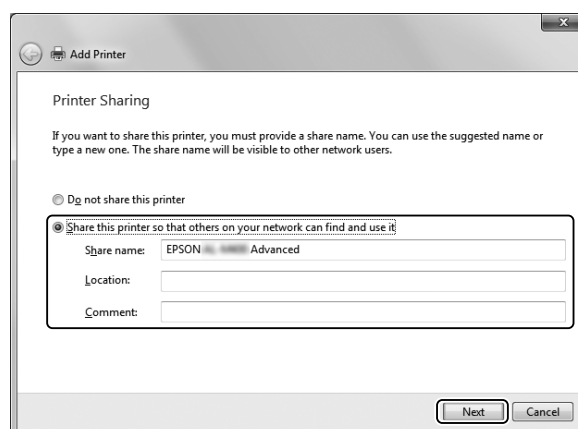 Add Printer
Printer Sharing
If you want to share this printer, you must provide a share name. You can use the suggested name or
type a new one. The share name will be visible to other network users.
Do not share this printer
Share this printer so that others on your network can find and use it
Share name: EPSON Advanced
Location:
Comment:
Next Cancel